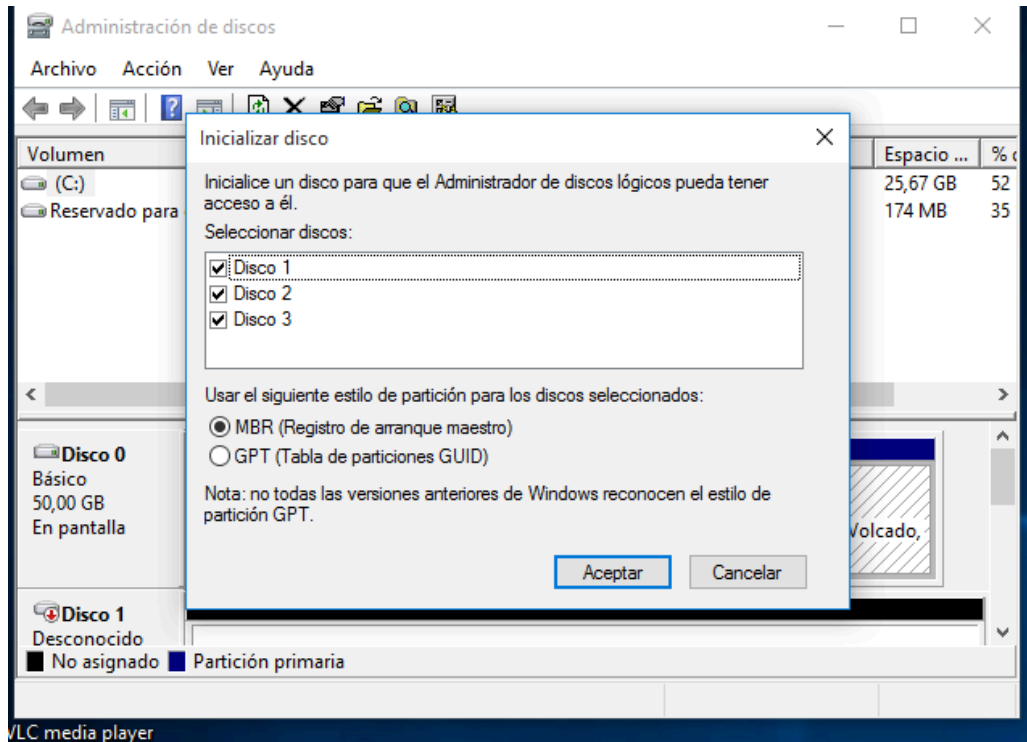 Administración de discos
Archivo Acción Ver Ayuda
Inicializar disco
Volumen
Espacio ...
(C:)
25,67 GB
52
Reservado para
174 MB
35
Inicialice un disco para que el Administrador de discos lógicos pueda tener
acceso a él.
Seleccionar discos:
Disco 1
Disco 2
Disco 3
Usar el siguiente estilo de partición para los discos seleccionados:
MBR (Registro de arranque maestro)
GPT (Tabla de particiones GUID)
Nota: no todas las versiones anteriores de Windows reconocen el estilo de
partición GPT.
Aceptar
Cancelar
Disco 0
Básico
50,00 GB
En pantalla
Volcado,
Disco 1
Desconocido
No asignado
Partición primaria
VLC media player